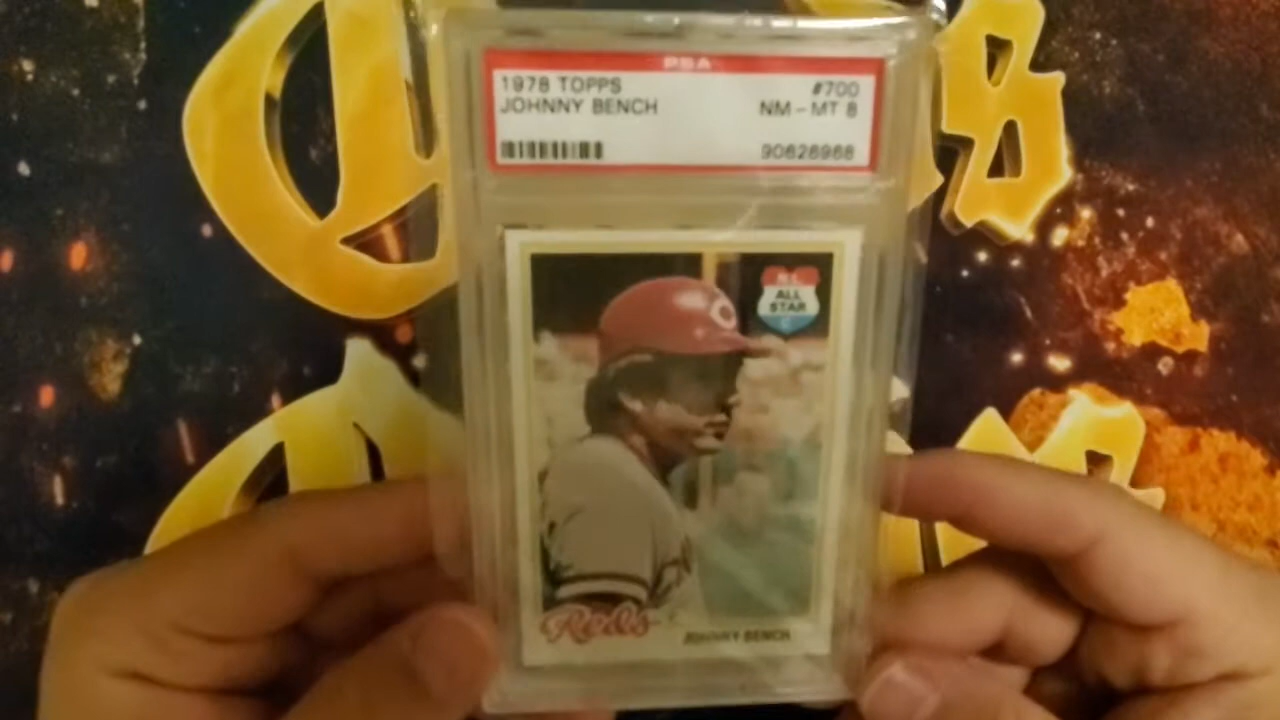 PSA
1978 TOPPS #700
JOHNNY BENCH NM - MT 8
90626968
N.L.
ALL
STAR
C
C
Reds
JOHNNY BENCH